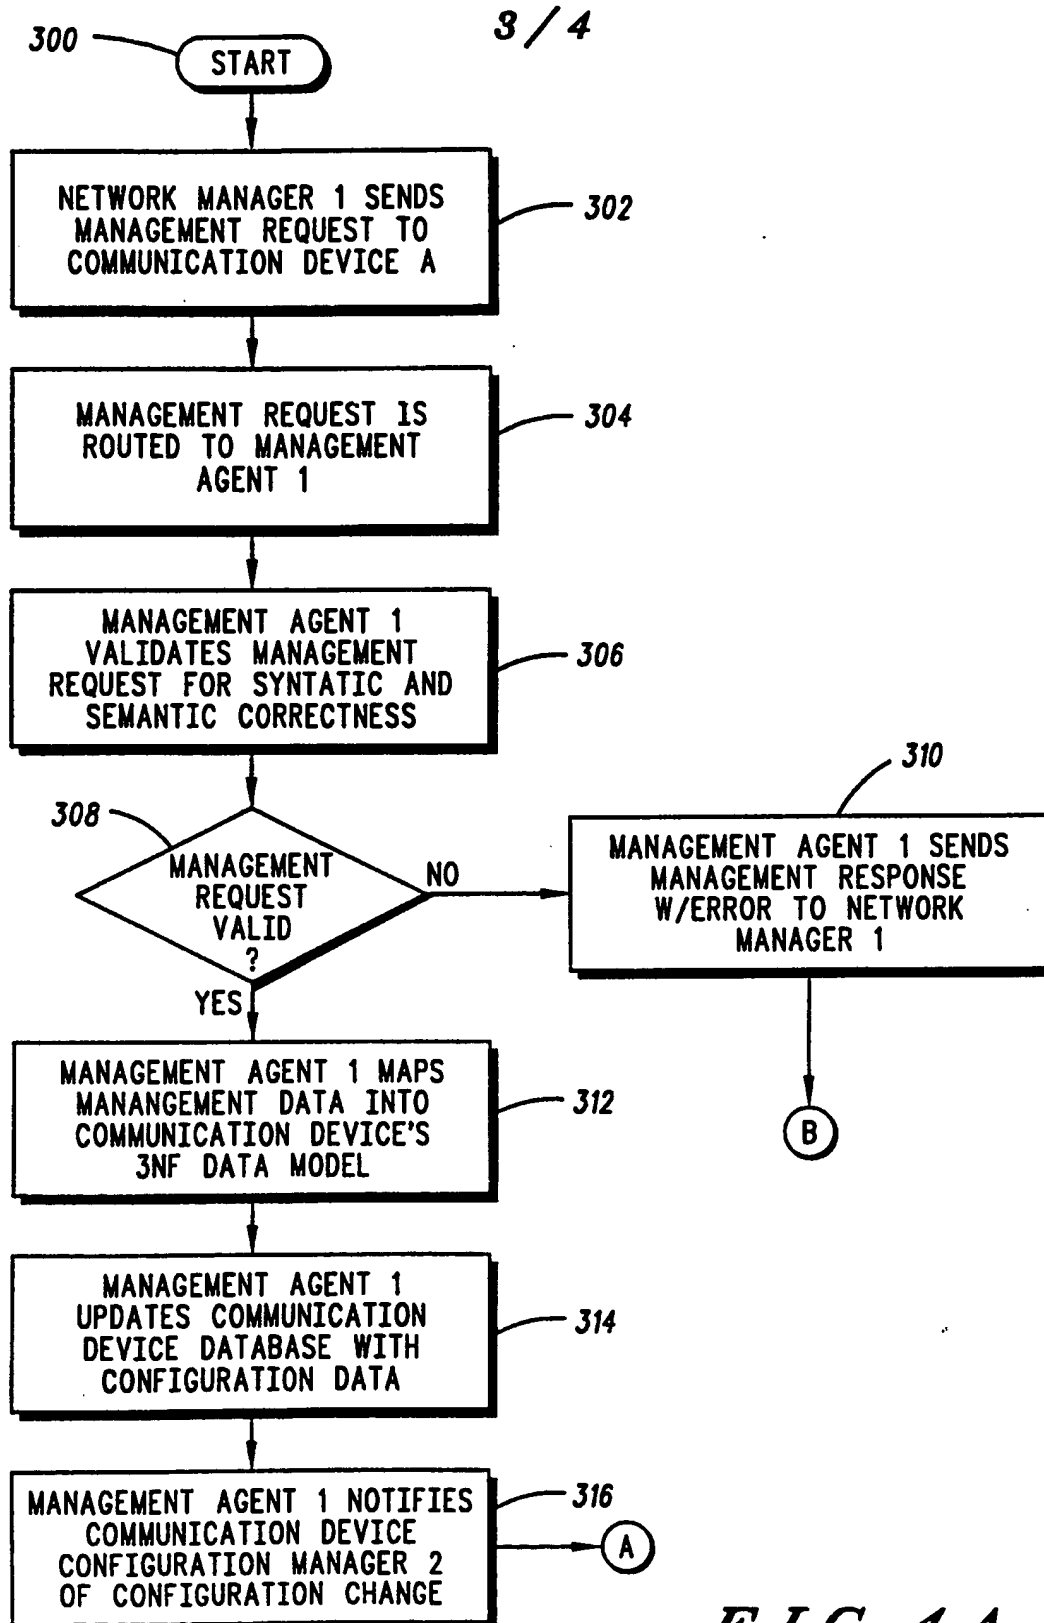 3/4
300
START
NETWORK MANAGER 1 SENDS
MANAGEMENT REQUEST TO
COMMUNICATION DEVICE A
302
MANAGEMENT REQUEST IS
ROUTED TO MANAGEMENT
AGENT 1
304
MANAGEMENT AGENT 1
VALIDATES MANAGEMENT
REQUEST FOR SYNTATIC AND
SEMANTIC CORRECTNESS
306
308
MANAGEMENT
REQUEST
VALID
?
NO
YES
310
MANAGEMENT AGENT 1 SENDS
MANAGEMENT RESPONSE
W/ERROR TO NETWORK
MANAGER 1
B
MANAGEMENT AGENT 1 MAPS
MANANGEMENT DATA INTO
COMMUNICATION DEVICE'S
3NF DATA MODEL
312
MANAGEMENT AGENT 1
UPDATES COMMUNICATION
DEVICE DATABASE WITH
CONFIGURATION DATA
314
MANAGEMENT AGENT 1 NOTIFIES
COMMUNICATION DEVICE
CONFIGURATION MANAGER 2
OF CONFIGURATION CHANGE
316
A
FIG. 4A